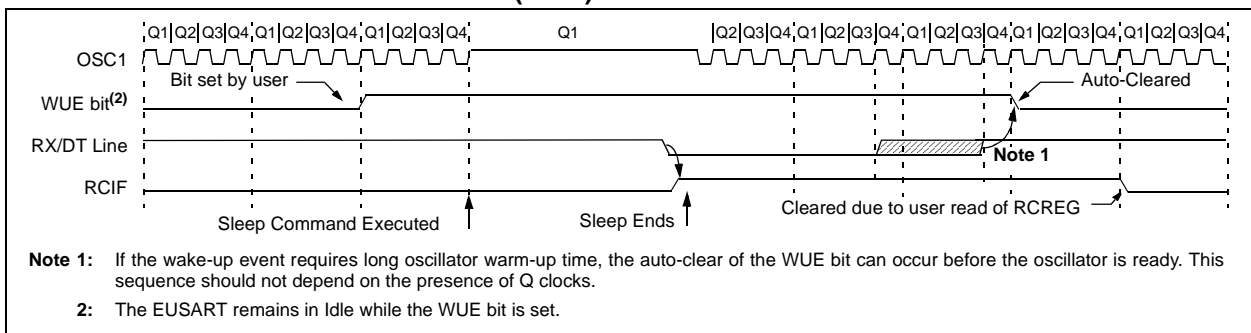 Q1|Q2|Q3|Q4|Q1|Q2|Q3|Q4|Q1|Q2|Q3|Q4 Q1 |Q2|Q3|Q4|Q1|Q2|Q3|Q4|Q1|Q2|Q3|Q4|Q1|Q2|Q3|Q4|Q1|Q2|Q3|Q4
OSC1
Bit set by user
Auto-Cleared
WUE bit(2)
RX/DT Line
Note 1
RCIF
Cleared due to user read of RCREG
Sleep Command Executed
Sleep Ends
Note 1: If the wake-up event requires long oscillator warm-up time, the auto-clear of the WUE bit can occur before the oscillator is ready. This
sequence should not depend on the presence of Q clocks.
2: The EUSART remains in Idle while the WUE bit is set.